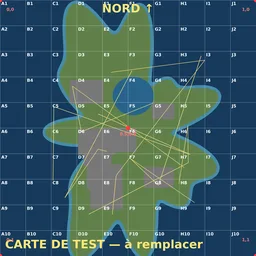 NORD ↑
0,0
1,0
A1 B1 C1 D1 E1 F1 G1 H1 I1 J1
A2 B2 C2 D2 E2 F2 G2 H2 I2 J2
A3 B3 C3 D3 E3 F3 G3 H3 I3 J3
A4 B4 C4 D4 E4 F4 G4 H4 I4 J4
A5 B5 C5 D5 E5 F5 G5 H5 I5 J5
A6 B6 C6 D6 E6 F6 G6 H6 I6 J6
A7 B7 C7 D7 E7 F7 G7 H7 I7 J7
A8 B8 C8 D8 E8 F8 G8 H8 I8 J8
A9 B9 C9 D9 E9 F9 G9 H9 I9 J9
A10 B10 C10 D10 E10 F10 G10 H10 I10 J10
CARTE DE TEST — à remplacer
1,1